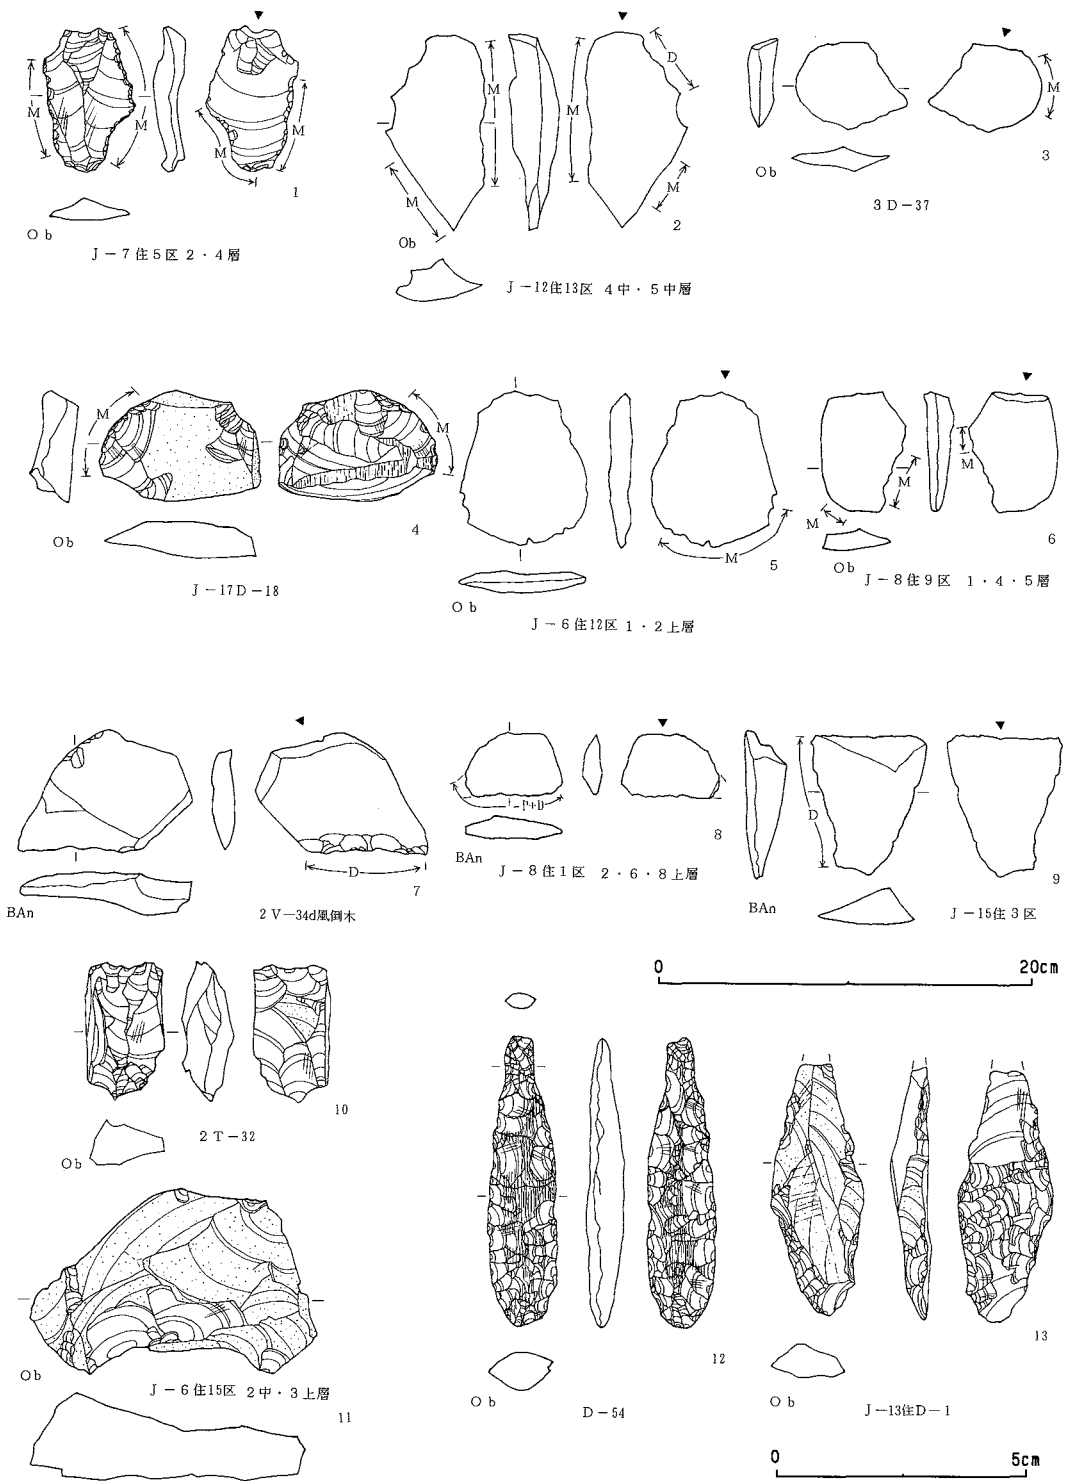 M
M
M
M
1
Ob
J-7住5区 2・4層
M
M
D
M
M
2
Ob
J-12住13区 4中・5中層
M
3
Ob
3D-37
M
M
4
Ob
J-17D-18
M
5
Ob
J-6住12区 1・2上層
M
M
M
6
Ob
J-8住9区 1・4・5層
D
7
BAn
2V-34d風倒木
P+D
8
BAn
J-8住1区 2・6・8上層
D
9
BAn
J-15住3区
0 20cm
10
Ob
2T-32
Ob
J-6住15区 2中・3上層
11
12
Ob
D-54
13
Ob
J-13住D-1
0 5cm